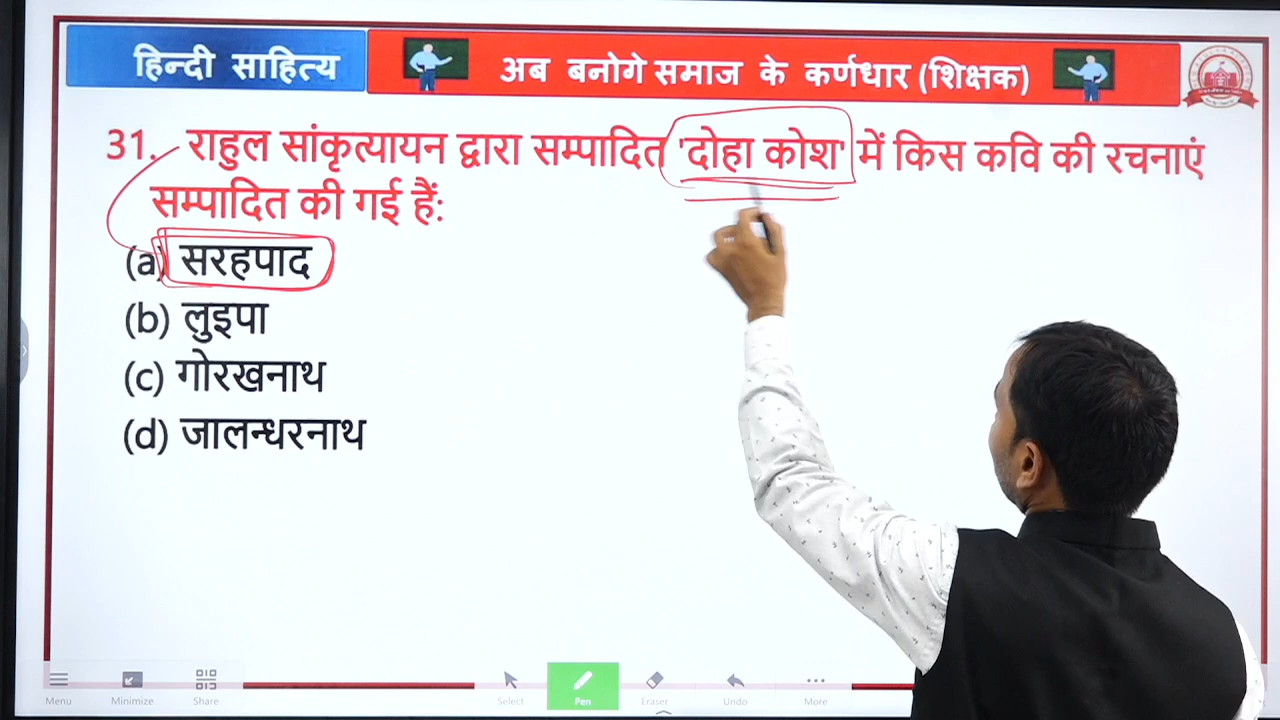 हिन्दी साहित्य
अब बनोगे समाज के कर्णधार (शिक्षक)
31. राहुल सांकृत्यायन द्वारा सम्पादित 'दोहा कोश' में किस कवि की रचनाएं
सम्पादित की गई हैं:
(a) सरहपाद
(b) लुइपा
(c) गोरखनाथ
(d) जालन्धरनाथ
Menu Minimize Share Select Pen Eraser Undo More